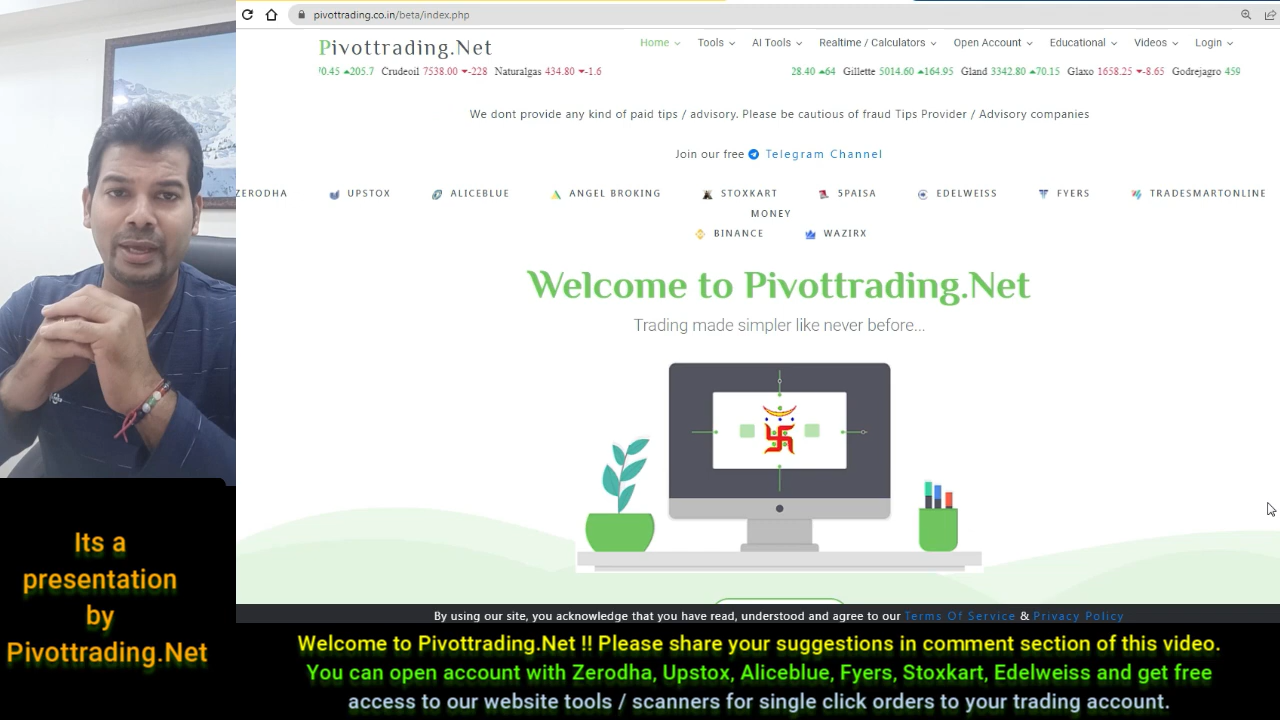 pivottrading.co.in/beta/index.php
Pivottrading.Net
Home Tools AI Tools Realtime / Calculators Open Account Educational Videos Login
70.45 205.7 Crudeoil 7538.00 -228 Naturalgas 434.80 -1.6 28.40 64 Gillette 5014.60 164.95 Gland 3342.80 70.15 Glaxo 1658.25 -8.65 Godrejagro 459
We dont provide any kind of paid tips / advisory. Please be cautious of fraud Tips Provider / Advisory companies
Join our free Telegram Channel
ZERODHA UPSTOX ALICEBLUE ANGEL BROKING STOXKART 5PAISA EDELWEISS FYERS TRADESMARTONLINE
MONEY
BINANCE WAZIRX
Welcome to Pivottrading.Net
Trading made simpler like never before...
By using our site, you acknowledge that you have read, understood and agree to our Terms Of Service & Privacy Policy
Its a
presentation
by
Pivottrading.Net
Welcome to Pivottrading.Net !! Please share your suggestions in comment section of this video.
You can open account with Zerodha, Upstox, Aliceblue, Fyers, Stoxkart, Edelweiss and get free
access to our website tools / scanners for single click orders to your trading account.